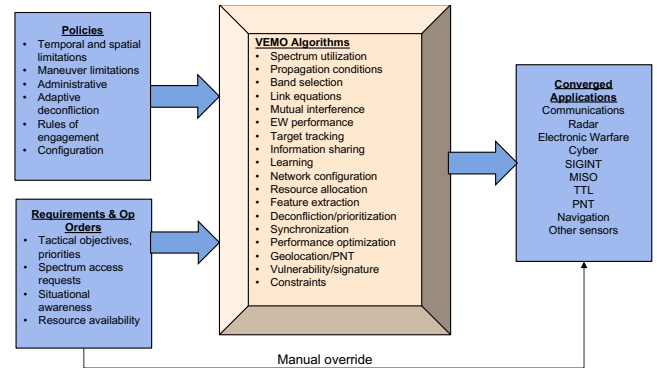 Policies
• Temporal and spatial
limitations
• Maneuver limitations
• Administrative
• Adaptive
deconfliction
• Rules of
engagement
• Configuration
Requirements & Op
Orders
• Tactical objectives,
priorities
• Spectrum access
requests
• Situational
awareness
• Resource availability
VEMO Algorithms
• Spectrum utilization
• Propagation conditions
• Band selection
• Link equations
• Mutual interference
• EW performance
• Target tracking
• Information sharing
• Learning
• Network configuration
• Resource allocation
• Feature extraction
• Deconfliction/prioritization
• Synchronization
• Performance optimization
• Geolocation/PNT
• Vulnerability/signature
• Constraints
Converged
Applications
Communications
Radar
Electronic Warfare
Cyber
SIGINT
MISO
TTL
PNT
Navigation
Other sensors
Manual override